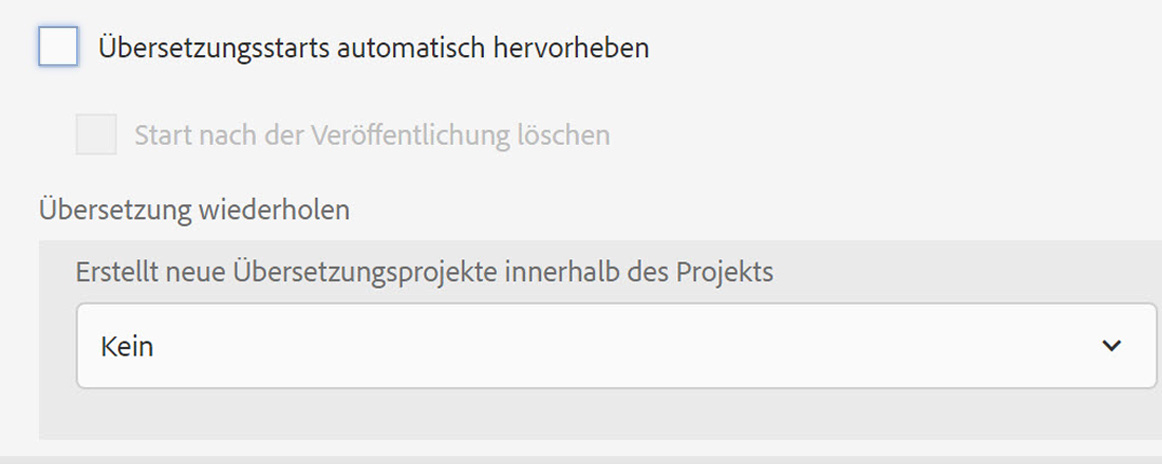 Übersetzungsstarts automatisch hervorheben
Start nach der Veröffentlichung löschen
Übersetzung wiederholen
Erstellt neue Übersetzungsprojekte innerhalb des Projekts
Kein